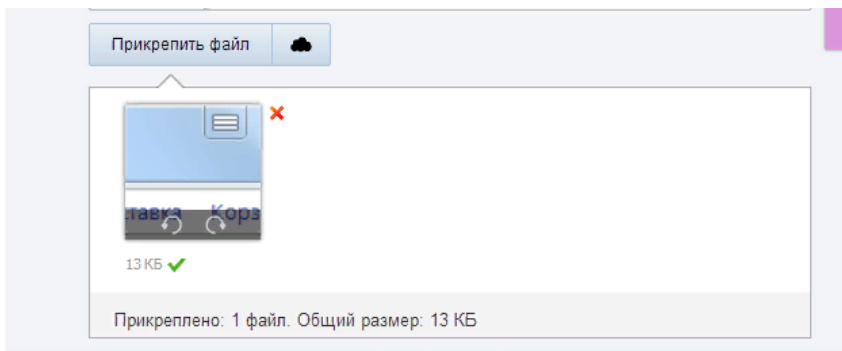 Прикрепить файл
13 КБ
Прикреплено: 1 файл. Общий размер: 13 КБ